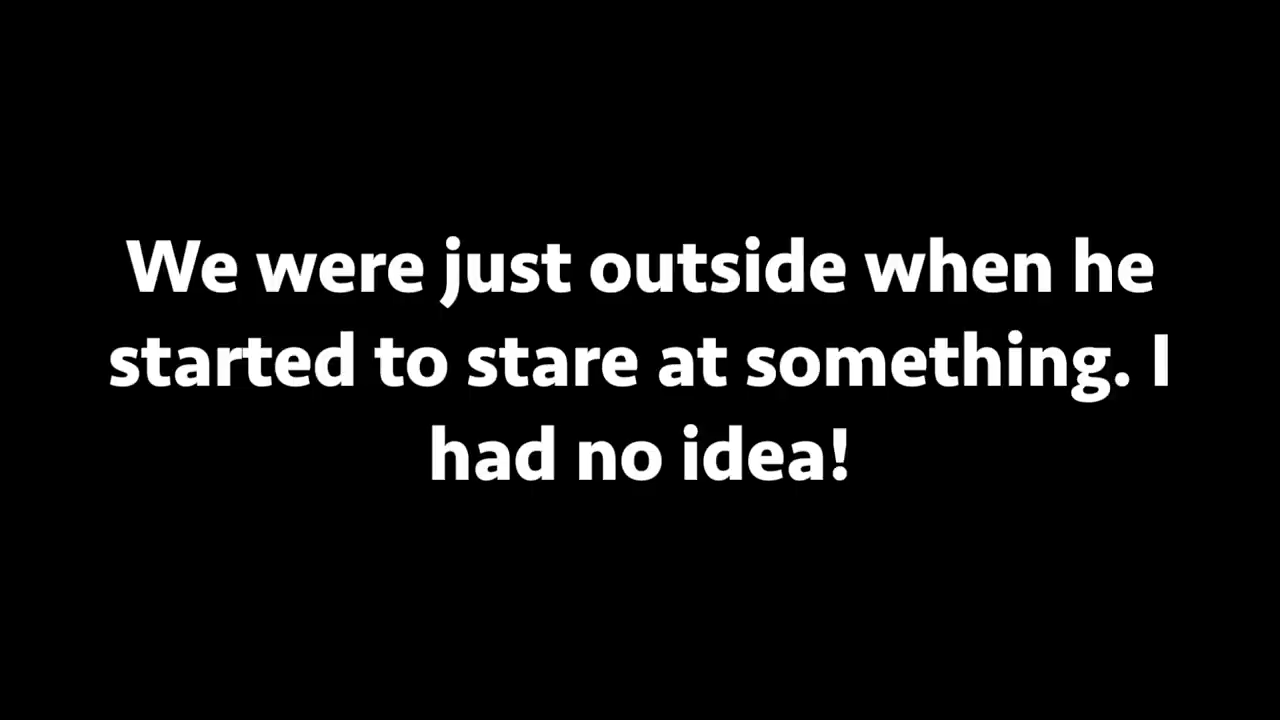 We were just outside when he
started to stare at something. I
had no idea!